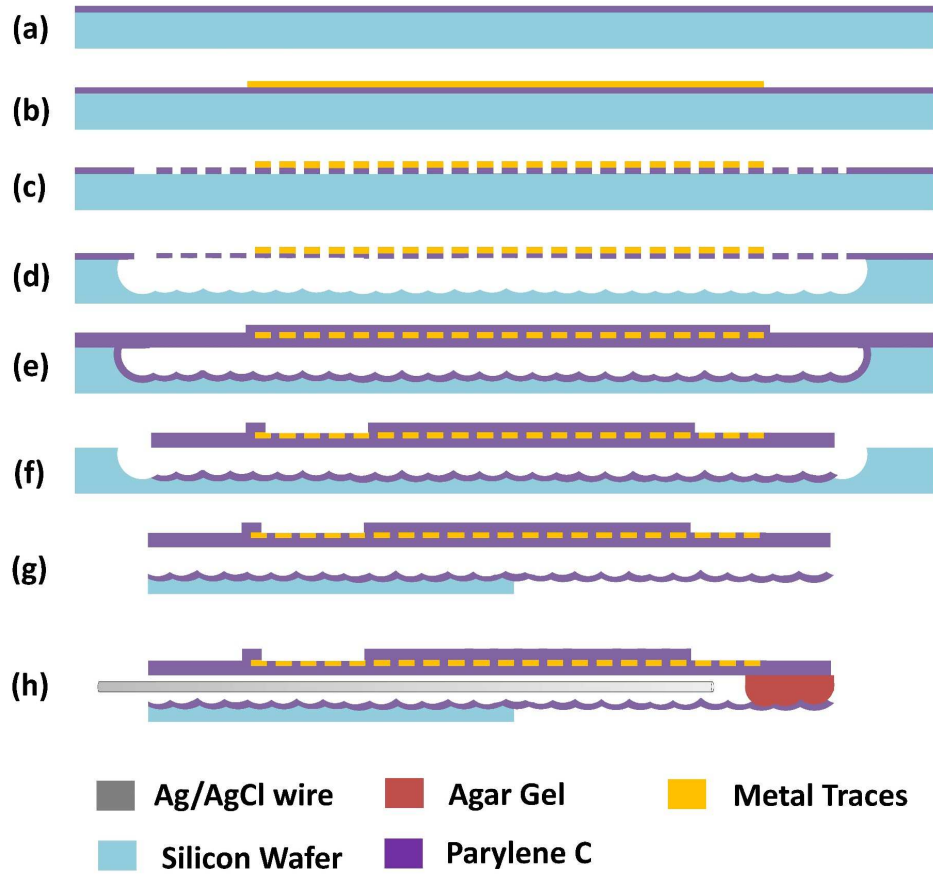 (a)
(b)
(c)
(d)
(e)
(f)
(g)
(h)
Ag/AgCl wire
Agar Gel
Metal Traces
Silicon Wafer
Parylene C